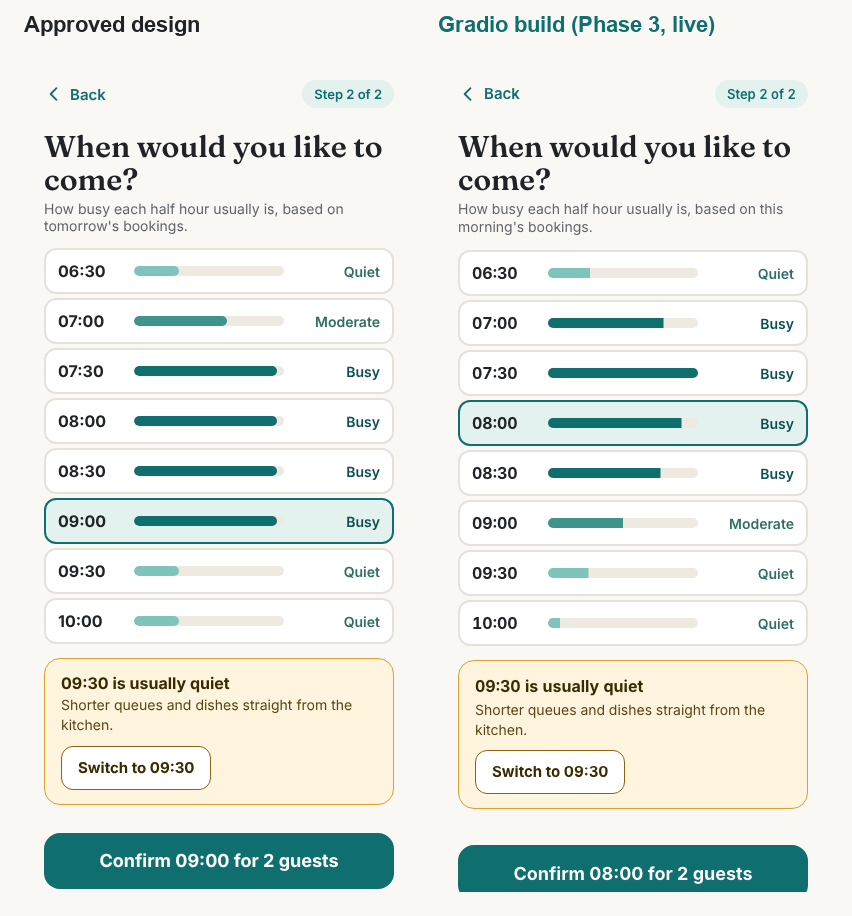 Approved design
Back
Step 2 of 2
When would you like to
come?
How busy each half hour usually is, based on
tomorrow's bookings.
06:30 Quiet
07:00 Moderate
07:30 Busy
08:00 Busy
08:30 Busy
09:00 Busy
09:30 Quiet
10:00 Quiet
09:30 is usually quiet
Shorter queues and dishes straight from the
kitchen.
Switch to 09:30
Confirm 09:00 for 2 guests
Gradio build (Phase 3, live)
Back
Step 2 of 2
When would you like to
come?
How busy each half hour usually is, based on this
morning's bookings.
06:30 Quiet
07:00 Busy
07:30 Busy
08:00 Busy
08:30 Busy
09:00 Moderate
09:30 Quiet
10:00 Quiet
09:30 is usually quiet
Shorter queues and dishes straight from the
kitchen.
Switch to 09:30
Confirm 08:00 for 2 guests